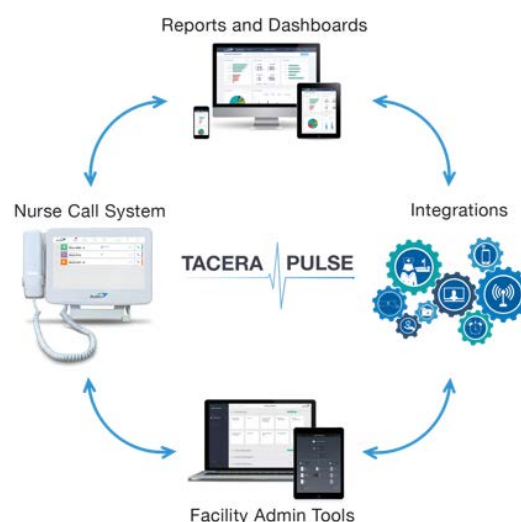 Reports and Dashboards
Nurse Call System
Integrations
TACERA PULSE
Facility Admin Tools